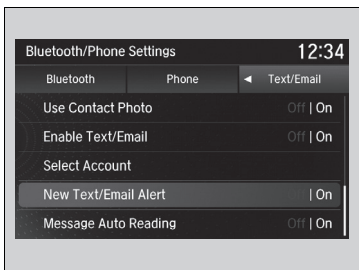 Bluetooth/Phone Settings 12:34
Bluetooth Phone Text/Email
Use Contact Photo Off | On
Enable Text/Email Off | On
Select Account
New Text/Email Alert | On
Message Auto Reading Off | On